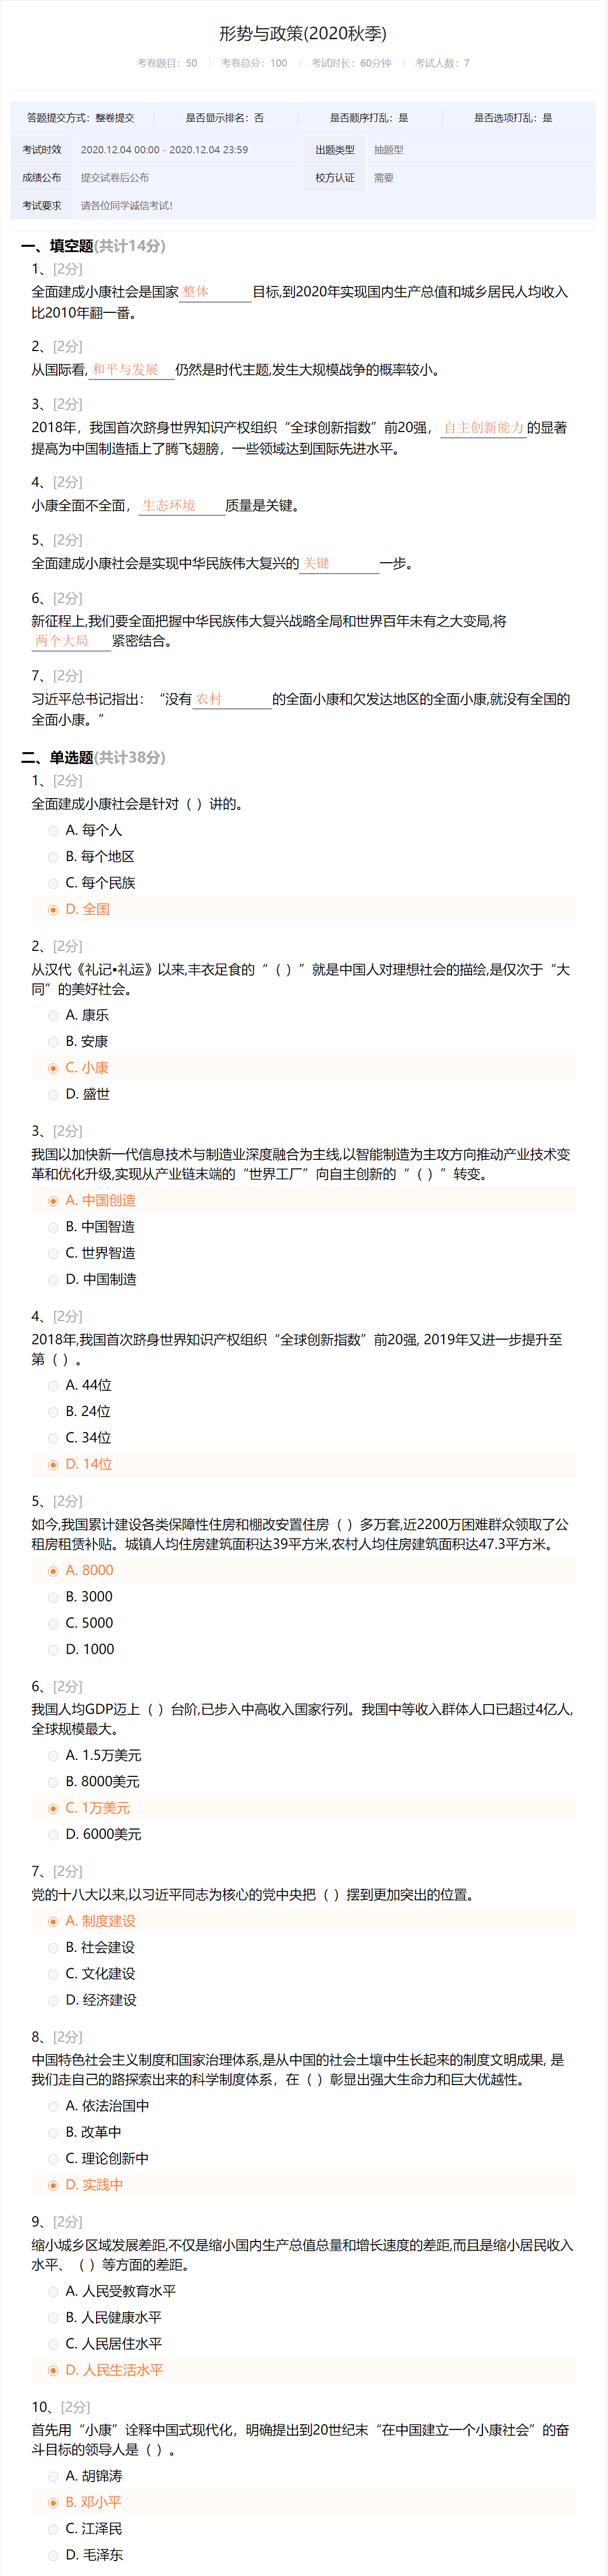 形势与政策(2020秋季)
考卷题目：50 考卷总分：100 考试时长：60分钟 考试人数：7
答题提交方式：整卷提交 是否显示排名：否 是否顺序打乱：是 是否选项打乱：是
考试时效 2020.12.04 00:00 - 2020.12.04 23:59 出题类型 抽题型
成绩公布 提交试卷后公布 校方认证 需要
考试要求 请各位同学诚信考试！
一、填空题(共计14分)
1、[2分]
全面建成小康社会是国家整体目标,到2020年实现国内生产总值和城乡居民人均收入
比2010年翻一番。
2、[2分]
从国际看,和平与发展仍然是时代主题,发生大规模战争的概率较小。
3、[2分]
2018年，我国首次跻身世界知识产权组织“全球创新指数”前20强，自主创新能力的显著
提高为中国制造插上了腾飞翅膀，一些领域达到国际先进水平。
4、[2分]
小康全面不全面，生态环境质量是关键。
5、[2分]
全面建成小康社会是实现中华民族伟大复兴的关键一步。
6、[2分]
新征程上,我们要全面把握中华民族伟大复兴战略全局和世界百年未有之大变局,将
两个大局紧密结合。
7、[2分]
习近平总书记指出：“没有农村的全面小康和欠发达地区的全面小康,就没有全国的
全面小康。”
二、单选题(共计38分)
1、[2分]
全面建成小康社会是针对（ ）讲的。
A. 每个人
B. 每个地区
C. 每个民族
D. 全国
2、[2分]
从汉代《礼记•礼运》以来,丰衣足食的“（ ）”就是中国人对理想社会的描绘,是仅次于“大
同”的美好社会。
A. 康乐
B. 安康
C. 小康
D. 盛世
3、[2分]
我国以加快新一代信息技术与制造业深度融合为主线,以智能制造为主攻方向推动产业技术变
革和优化升级,实现从产业链末端的“世界工厂”向自主创新的“（ ）”转变。
A. 中国创造
B. 中国智造
C. 世界智造
D. 中国制造
4、[2分]
2018年,我国首次跻身世界知识产权组织“全球创新指数”前20强, 2019年又进一步提升至
第（ ）。
A. 44位
B. 24位
C. 34位
D. 14位
5、[2分]
如今,我国累计建设各类保障性住房和棚改安置住房（ ）多万套,近2200万困难群众领取了公
租房租赁补贴。城镇人均住房建筑面积达39平方米,农村人均住房建筑面积达47.3平方米。
A. 8000
B. 3000
C. 5000
D. 1000
6、[2分]
我国人均GDP迈上（ ）台阶,已步入中高收入国家行列。我国中等收入群体人口已超过4亿人,
全球规模最大。
A. 1.5万美元
B. 8000美元
C. 1万美元
D. 6000美元
7、[2分]
党的十八大以来,以习近平同志为核心的党中央把（ ）摆到更加突出的位置。
A. 制度建设
B. 社会建设
C. 文化建设
D. 经济建设
8、[2分]
中国特色社会主义制度和国家治理体系,是从中国的社会土壤中生长起来的制度文明成果, 是
我们走自己的路探索出来的科学制度体系，在（ ）彰显出强大生命力和巨大优越性。
A. 依法治国中
B. 改革中
C. 理论创新中
D. 实践中
9、[2分]
缩小城乡区域发展差距,不仅是缩小国内生产总值总量和增长速度的差距,而且是缩小居民收入
水平、（ ）等方面的差距。
A. 人民受教育水平
B. 人民健康水平
C. 人民居住水平
D. 人民生活水平
10、[2分]
首先用“小康”诠释中国式现代化，明确提出到20世纪末“在中国建立一个小康社会”的奋
斗目标的领导人是（ ）。
A. 胡锦涛
B. 邓小平
C. 江泽民
D. 毛泽东